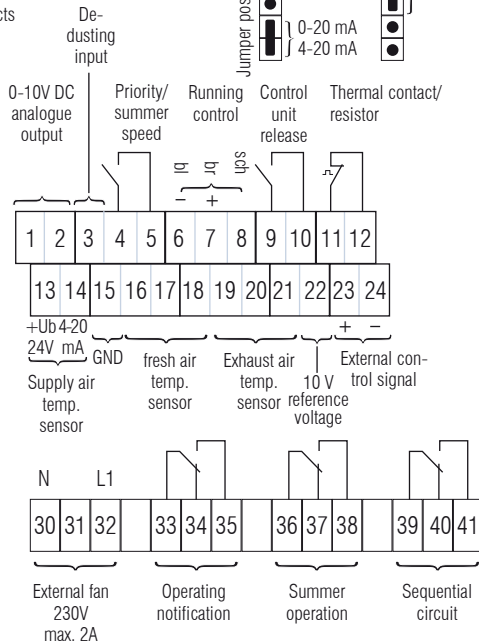 cts
De-
dusting
input
Jumper pos
0-20 mA
4-20 mA
0-10V DC
analogue
output
Priority/
summer
speed
Running
control
Control
unit
release
Thermal contact/
resistor
bl br sch
− +
1 2 3 4 5 6 7 8 9 10 11 12
13 14 15 16 17 18 19 20 21 22 23 24
+Ub 4-20
24V mA
Supply air
temp.
sensor
GND
fresh air
temp.
sensor
Exhaust air
temp.
sensor
10 V
reference
voltage
+ −
External con-
trol signal
N L1
30 31 32 33 34 35 36 37 38 39 40 41
External fan
230V
max. 2A
Operating
notification
Summer
operation
Sequential
circuit